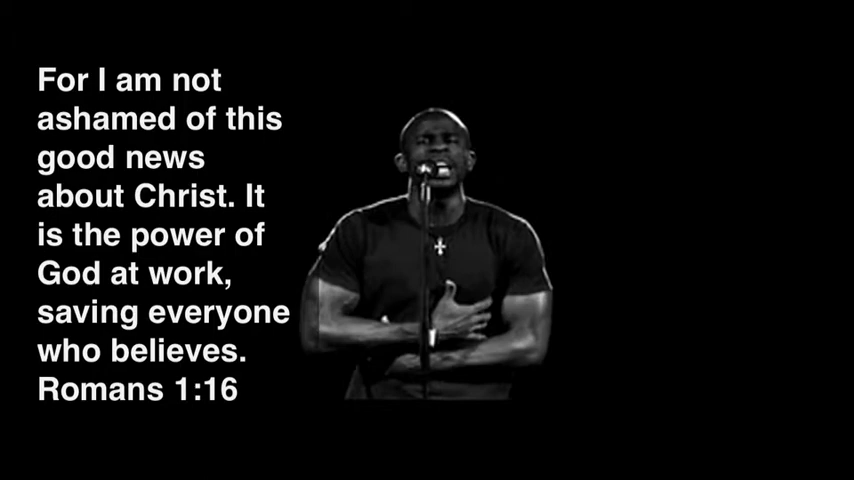 For I am not
ashamed of this
good news
about Christ. It
is the power of
God at work,
saving everyone
who believes.
Romans 1:16